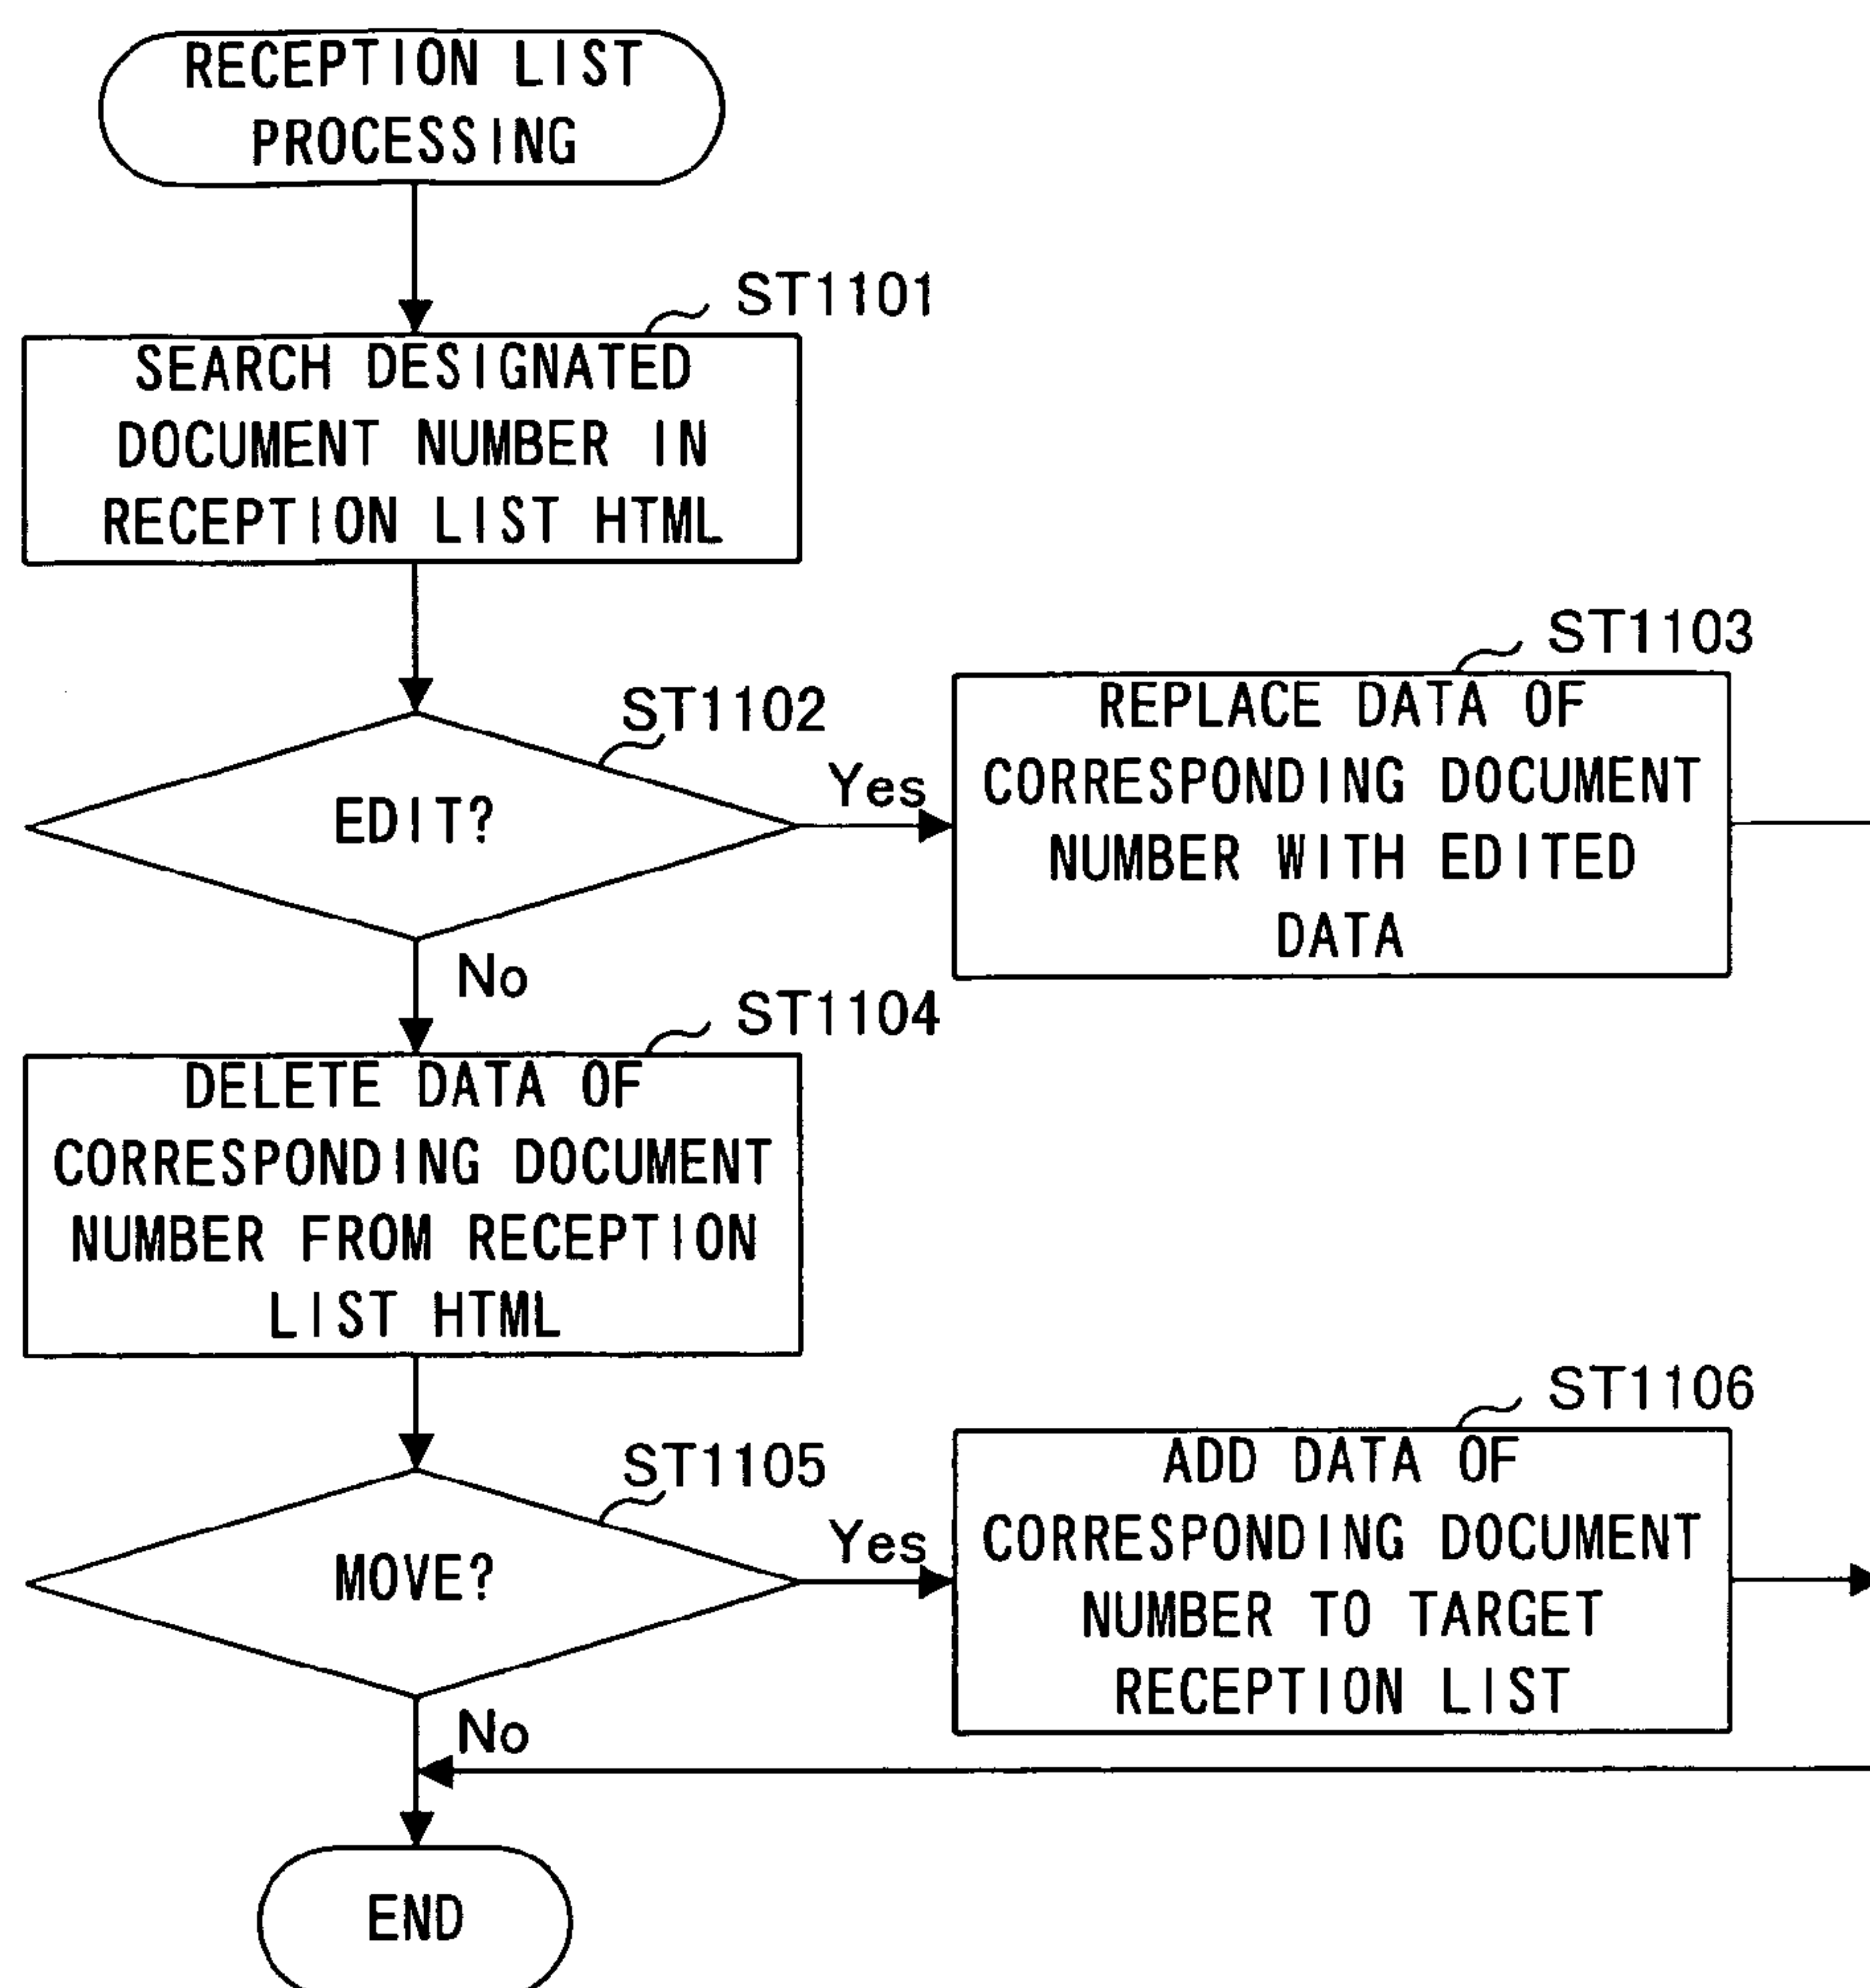 RECEPTION LIST
PROCESSING
ST1101
SEARCH DESIGNATED
DOCUMENT NUMBER IN
RECEPTION LIST HTML
ST1102
EDIT?
Yes
ST1103
REPLACE DATA OF
CORRESPONDING DOCUMENT
NUMBER WITH EDITED
DATA
No
ST1104
DELETE DATA OF
CORRESPONDING DOCUMENT
NUMBER FROM RECEPTION
LIST HTML
ST1105
MOVE?
Yes
ST1106
ADD DATA OF
CORRESPONDING DOCUMENT
NUMBER TO TARGET
RECEPTION LIST
No
END